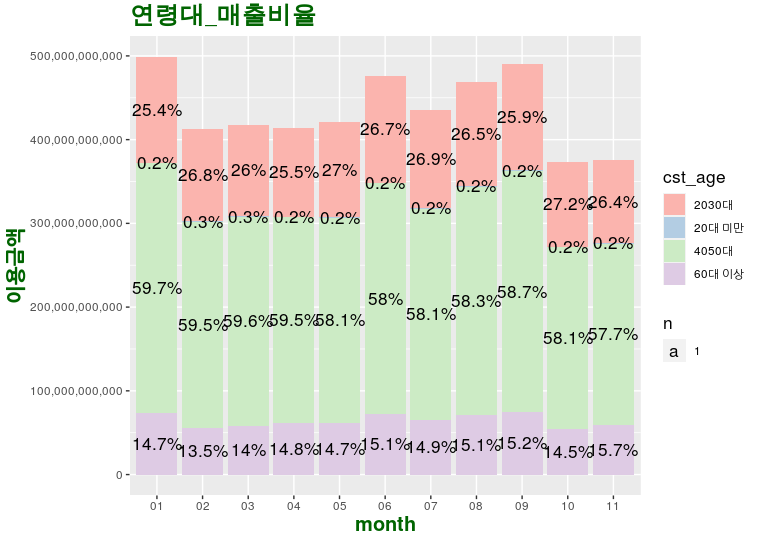 연령대_매출비율
이용금액
500,000,000,000
400,000,000,000
300,000,000,000
200,000,000,000
100,000,000,000
0
25.4% 26.8% 26% 25.5% 27% 26.7% 26.9% 26.5% 25.9% 27.2% 26.4%
0.2% 0.3% 0.3% 0.2% 0.2% 0.2% 0.2% 0.2% 0.2% 0.2% 0.2%
59.7% 59.5% 59.6% 59.5% 58.1% 58% 58.1% 58.3% 58.7% 58.1% 57.7%
14.7% 13.5% 14% 14.8% 14.7% 15.1% 14.9% 15.1% 15.2% 14.5% 15.7%
01 02 03 04 05 06 07 08 09 10 11
month
cst_age
2030대
20대 미만
4050대
60대 이상
n
a 1